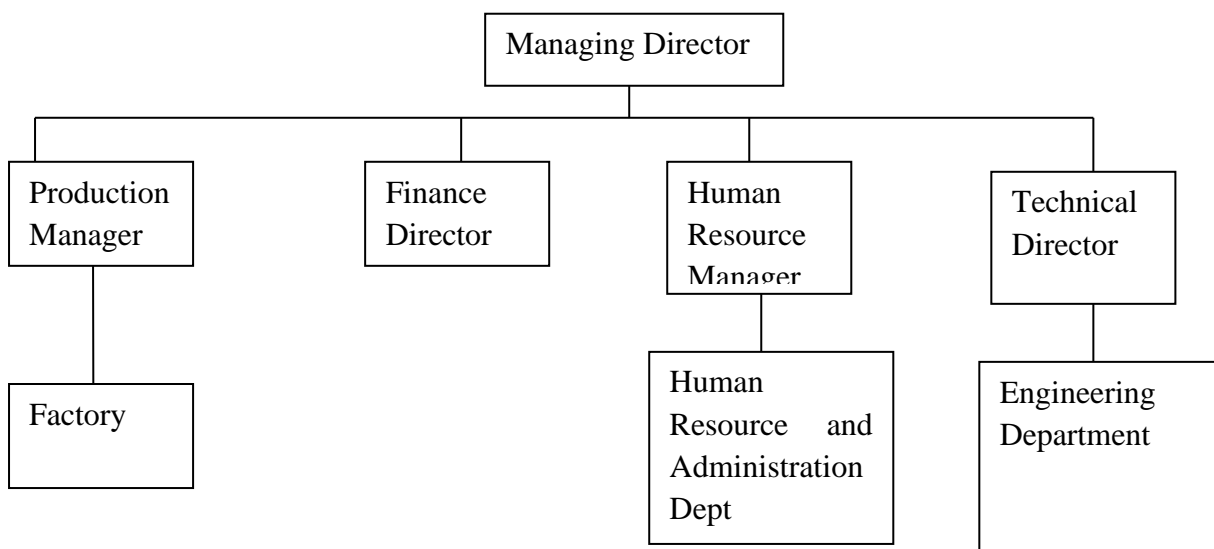 Managing Director
Production
Manager
Finance
Director
Human
Resource
Manager
Technical
Director
Factory
Human
Resource and
Administration
Dept
Engineering
Department